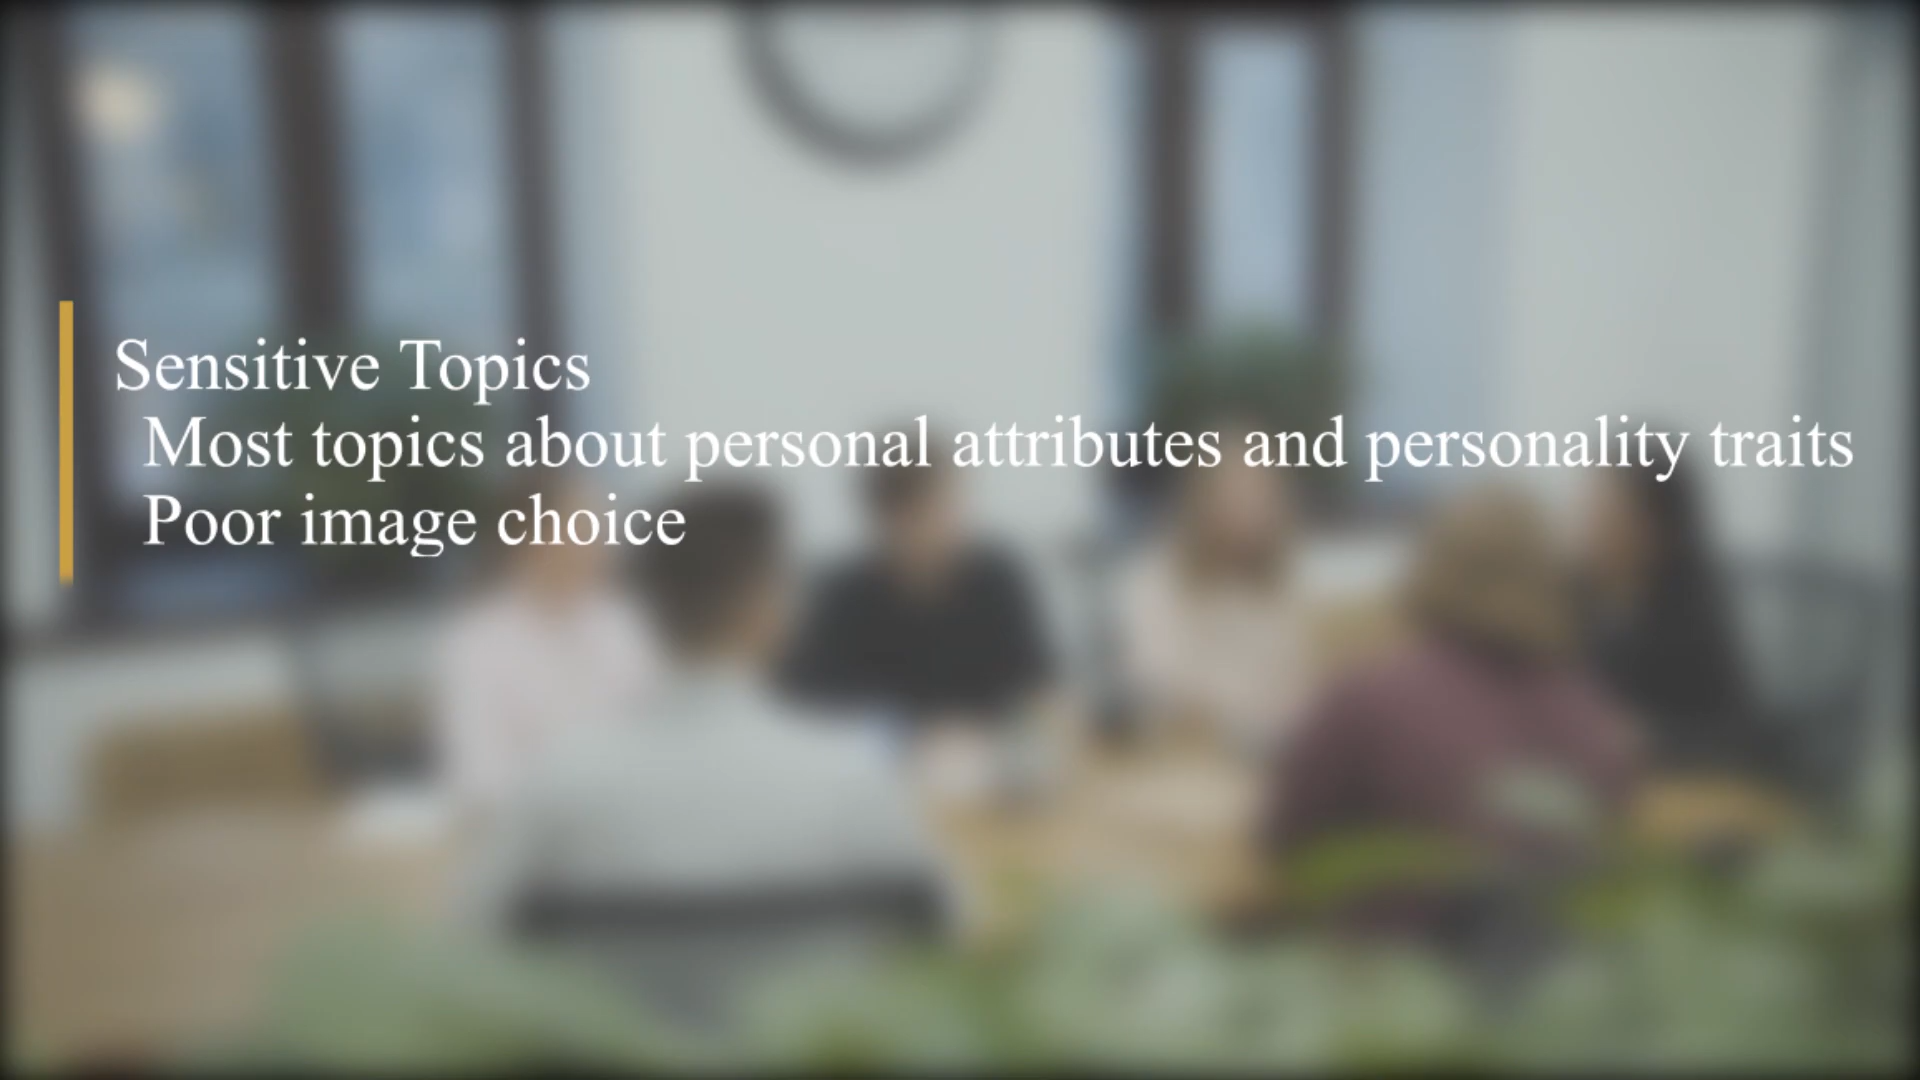 Sensitive Topics
Most topics about personal attributes and personality traits
Poor image choice